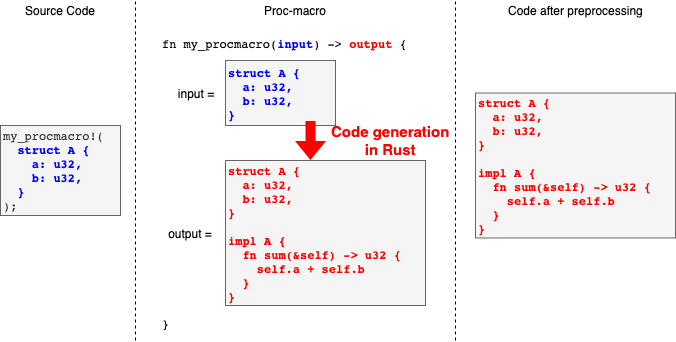 Source Code
my_procmacro!(
  struct A {
    a: u32,
    b: u32,
  }
);
Proc-macro
fn my_procmacro(input) -> output {
input =
struct A {
  a: u32,
  b: u32,
}
Code generation
in Rust
output =
struct A {
  a: u32,
  b: u32,
}
impl A {
  fn sum(&self) -> u32 {
    self.a + self.b
  }
}
}
Code after preprocessing
struct A {
  a: u32,
  b: u32,
}
impl A {
  fn sum(&self) -> u32 {
    self.a + self.b
  }
}